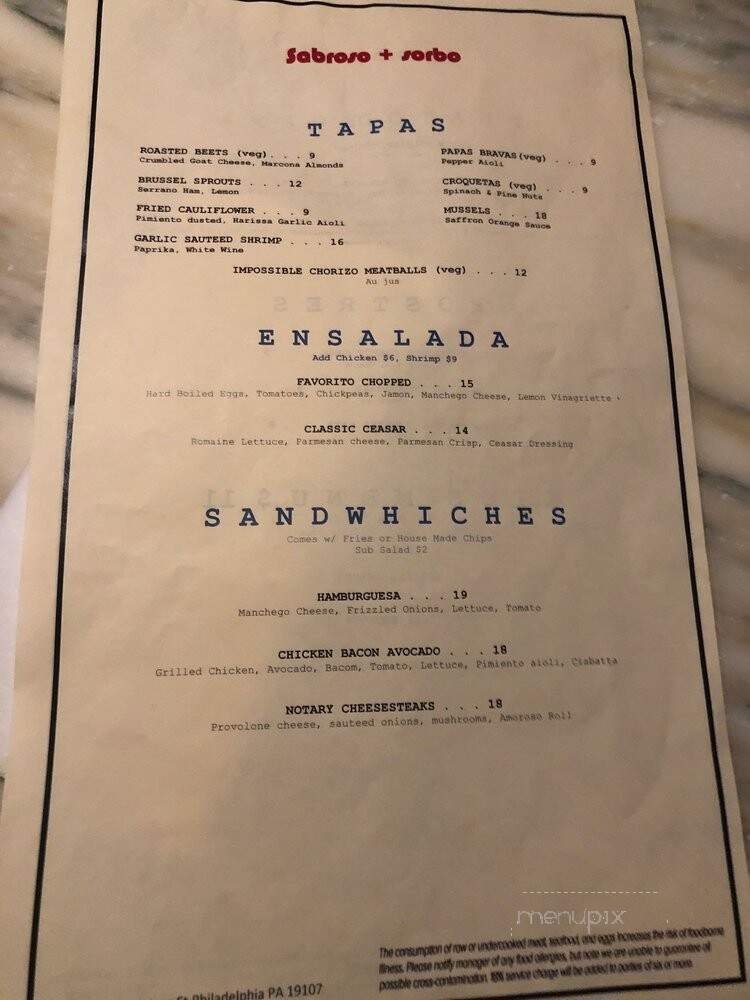 Sabroso + sorbo
TAPAS
ROASTED BEETS (veg). . . 9
Crumbled Goat Cheese, Marcona Almonds
BRUSSEL SPROUTS . . . 12
Serrano Ham, Lemon
FRIED CAULIFLOWER . . . 9
Pimiento dusted, Harissa Garlic Aioli
GARLIC SAUTEED SHRIMP . . . 16
Paprika, White Wine
PAPAS BRAVAS(veg) . . . 9
Pepper Aioli
CROQUETAS (veg) . . . 9
Spinach & Pine Nuts
MUSSELS . . . 18
Saffron Orange Sauce
IMPOSSIBLE CHORIZO MEATBALLS (veg) . . . 12
Au jus
ENSALADA
Add Chicken $6, Shrimp $9
FAVORITO CHOPPED . . . 15
Hard Boiled Eggs, Tomatoes, Chickpeas, Jamon, Manchego Cheese, Lemon Vinagriette
CLASSIC CEASAR . . . 14
Romaine Lettuce, Parmesan cheese, Parmesan Crisp, Ceasar Dressing
SANDWHICHES
Comes w/ Fries or House Made Chips
Sub Salad $2
HAMBURGUESA . . . 19
Manchego Cheese, Frizzled Onions, Lettuce, Tomato
CHICKEN BACON AVOCADO . . . 18
Grilled Chicken, Avocado, Bacom, Tomato, Lettuce, Pimiento aioli, Ciabatta
NOTARY CHEESESTEAKS . . . 18
Provolone cheese, sauteed onions, mushrooms, Amoroso Roll
menupix
The consumption of raw or undercooked meat, seafood, and eggs increases the risk of foodborne
illness. Please notify manager of any food allergies, but note we are unable to guarantee of
possible cross-contamination. 18% service charge will be added to parties of six or more.
St Philadelphia PA 19107